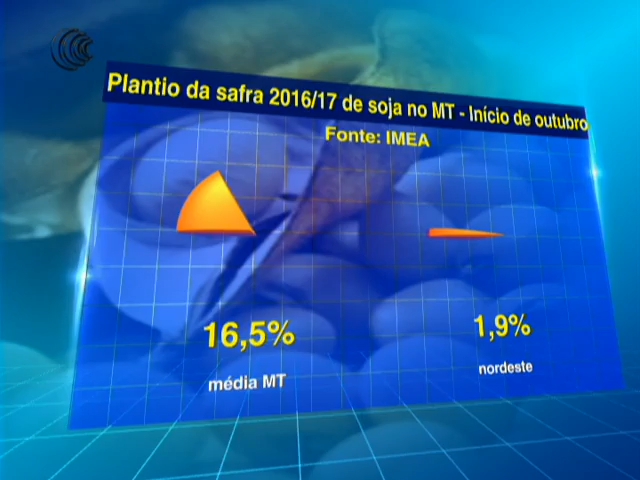 Plantio da safra 2016/17 de soja no MT - Início de outubro
Fonte: IMEA
16,5%
1,9%
média MT
nordeste